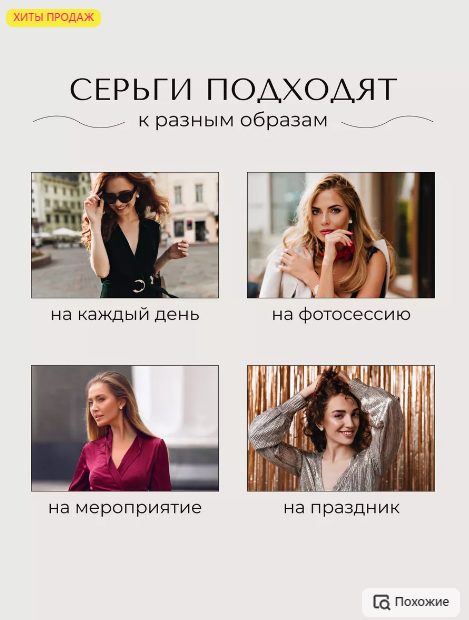 ХИТЫ ПРОДАЖ
СЕРЬГИ ПОДХОДЯТ
к разным образам
на каждый день
на фотосессию
на мероприятие
на праздник
Похожие